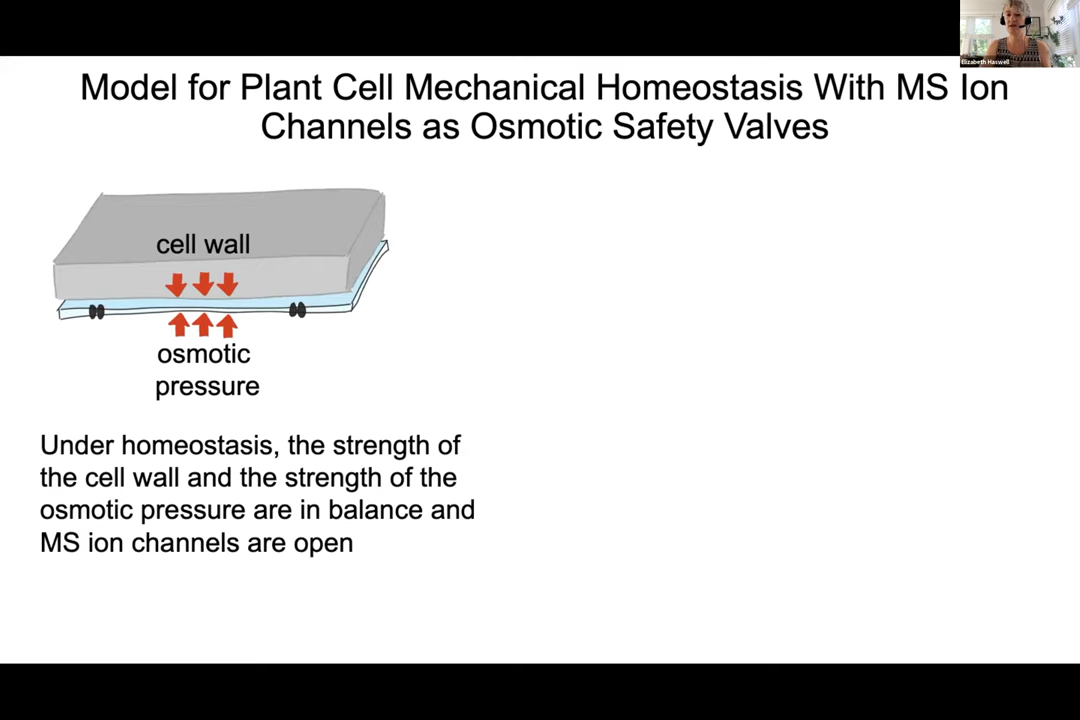 Elizabeth Haswell
Model for Plant Cell Mechanical Homeostasis With MS Ion
Channels as Osmotic Safety Valves
cell wall
osmotic
pressure
Under homeostasis, the strength of
the cell wall and the strength of the
osmotic pressure are in balance and
MS ion channels are open